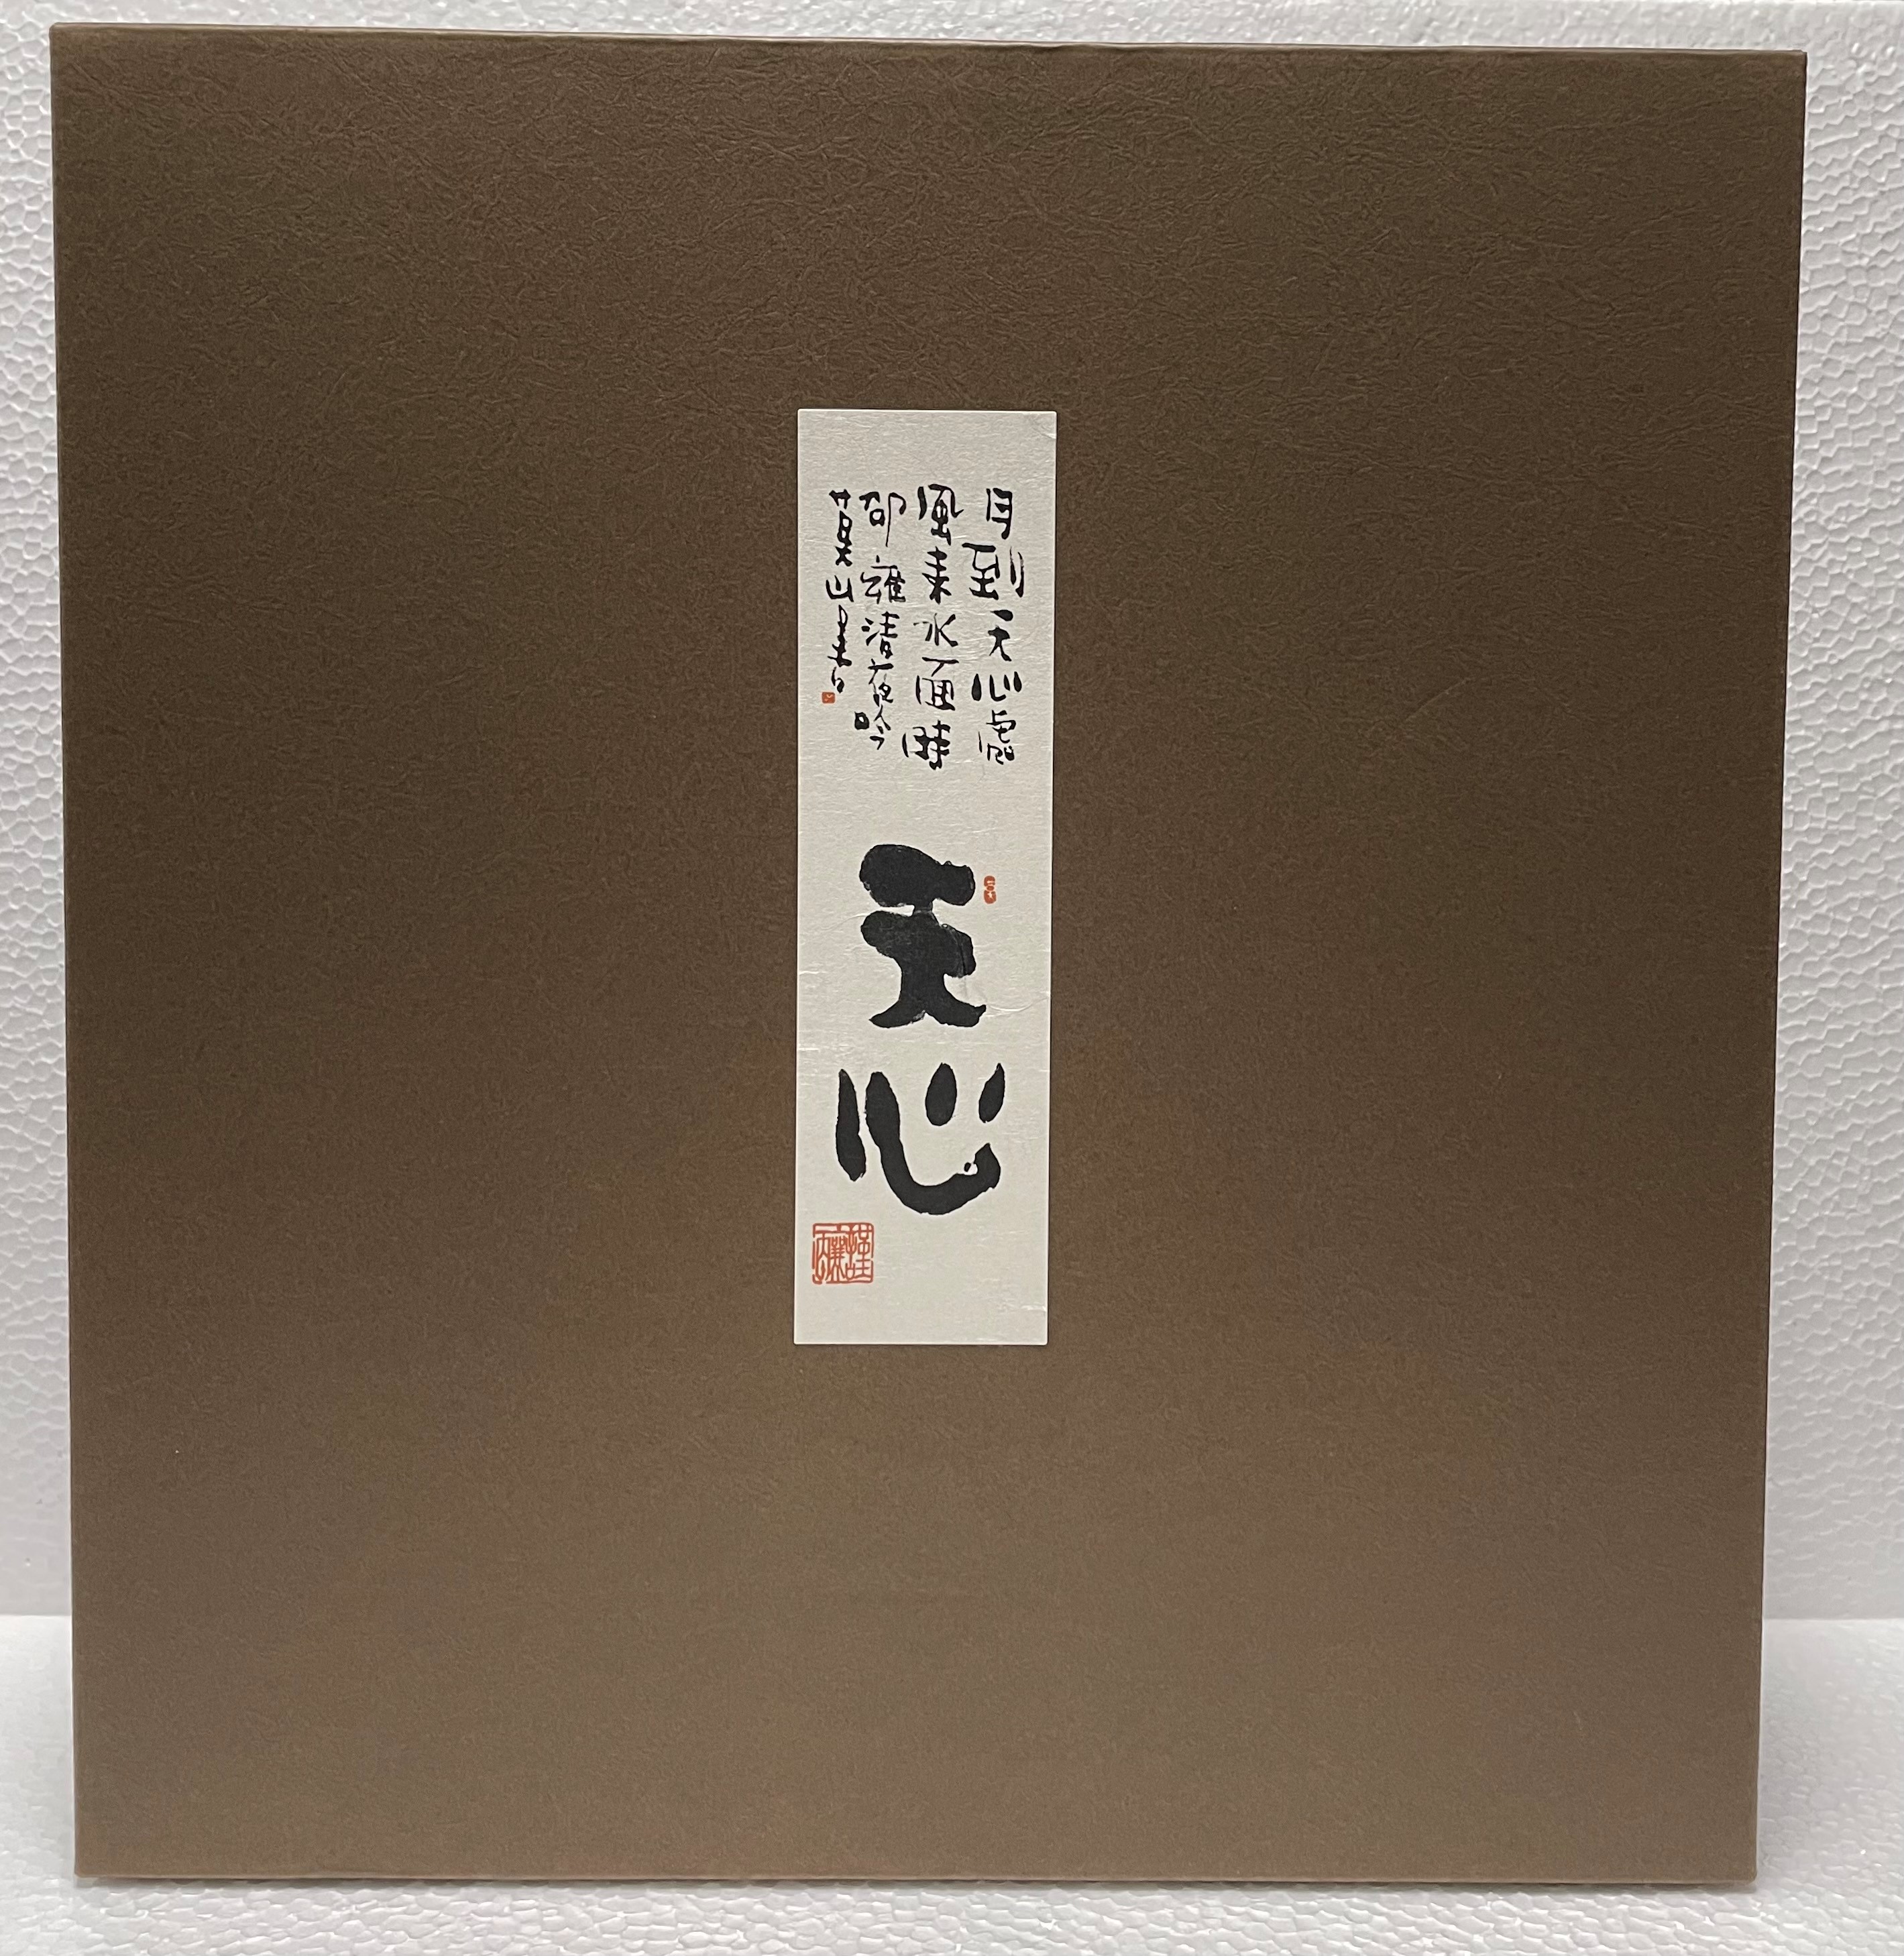 月到天心處
風來水面時
邵雍清夜吟
莫山書
天心